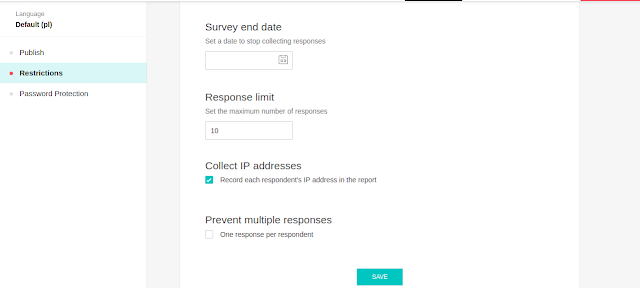 Language
Default (pl)
Publish
Restrictions
Password Protection
Survey end date
Set a date to stop collecting responses
Response limit
Set the maximum number of responses
10
Collect IP addresses
Record each respondent's IP address in the report
Prevent multiple responses
One response per respondent
SAVE